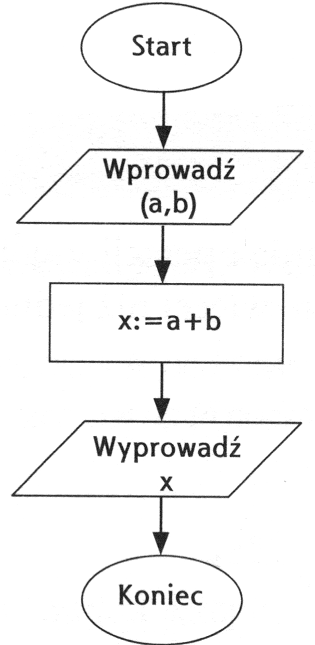 Start
Wprowadź
(a,b)
x:=a+b
Wyprowadź
x
Koniec